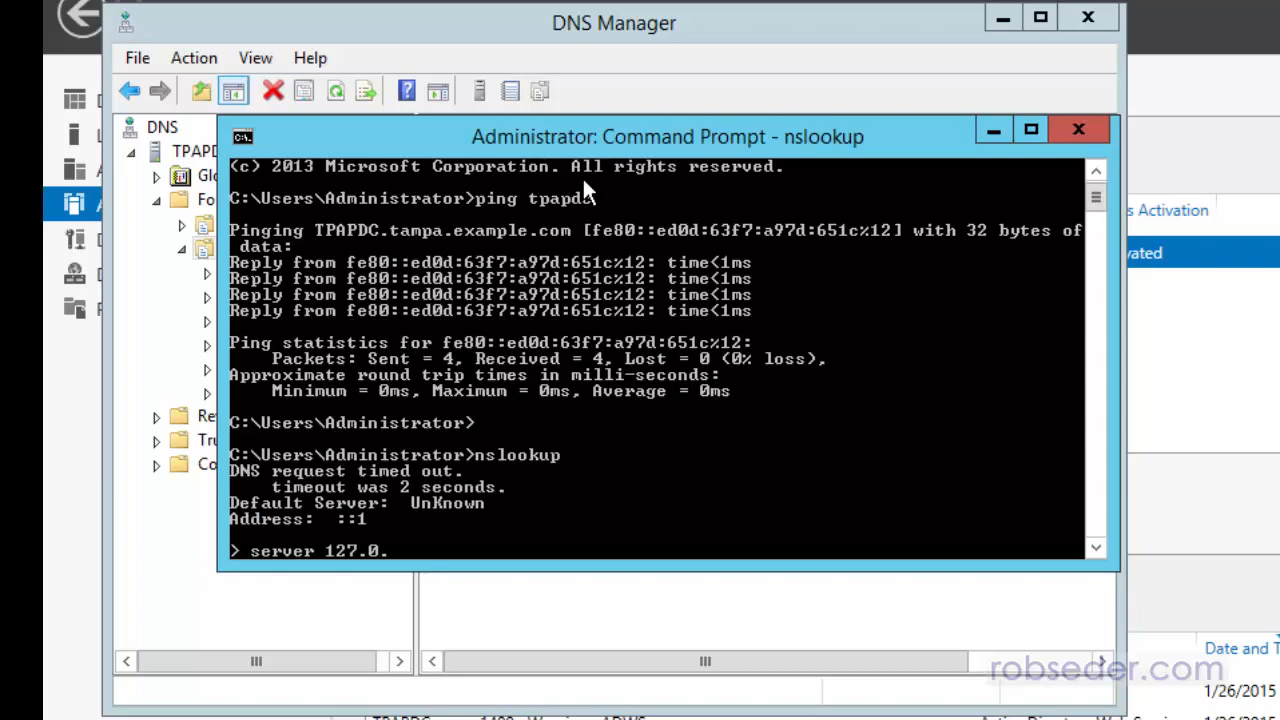 DNS Manager
File Action View Help
DNS
TPAPD
Glo
Fo
Re
Tru
Co
Administrator: Command Prompt - nslookup
(c) 2013 Microsoft Corporation. All rights reserved.
C:\Users\Administrator>ping tpapdc
Pinging TPAPDC.tampa.example.com [fe80::ed0d:63f7:a97d:651c%12] with 32 bytes of
data:
Reply from fe80::ed0d:63f7:a97d:651c%12: time<1ms
Reply from fe80::ed0d:63f7:a97d:651c%12: time<1ms
Reply from fe80::ed0d:63f7:a97d:651c%12: time<1ms
Reply from fe80::ed0d:63f7:a97d:651c%12: time<1ms
Ping statistics for fe80::ed0d:63f7:a97d:651c%12:
Packets: Sent = 4, Received = 4, Lost = 0 (0% loss),
Approximate round trip times in milli-seconds:
Minimum = 0ms, Maximum = 0ms, Average = 0ms
C:\Users\Administrator>
C:\Users\Administrator>nslookup
DNS request timed out.
timeout was 2 seconds.
Default Server: UnKnown
Address: ::1
> server 127.0.
s Activation
vated
Date and T
robseder.com
1/26/2015